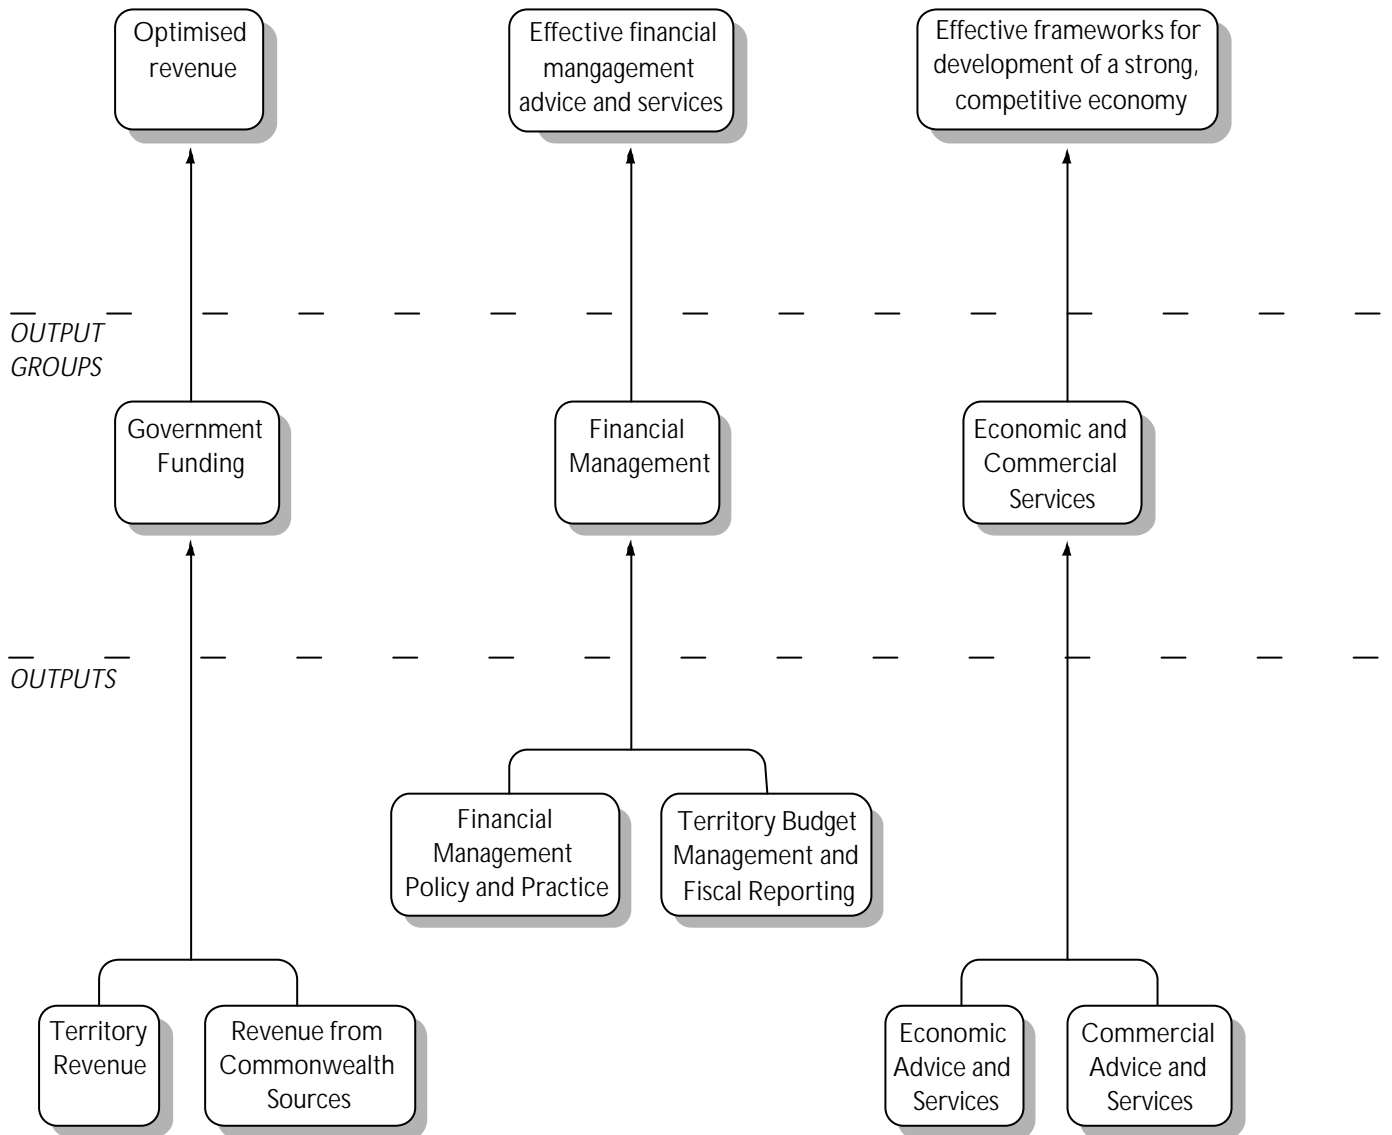 Optimised
revenue
Effective financial
mangagement
advice and services
Effective frameworks for
development of a strong,
competitive economy
OUTPUT
GROUPS
Government
Funding
Financial
Management
Economic and
Commercial
Services
OUTPUTS
Financial
Management
Policy and Practice
Territory Budget
Management and
Fiscal Reporting
Territory
Revenue
Revenue from
Commonwealth
Sources
Economic
Advice and
Services
Commercial
Advice and
Services